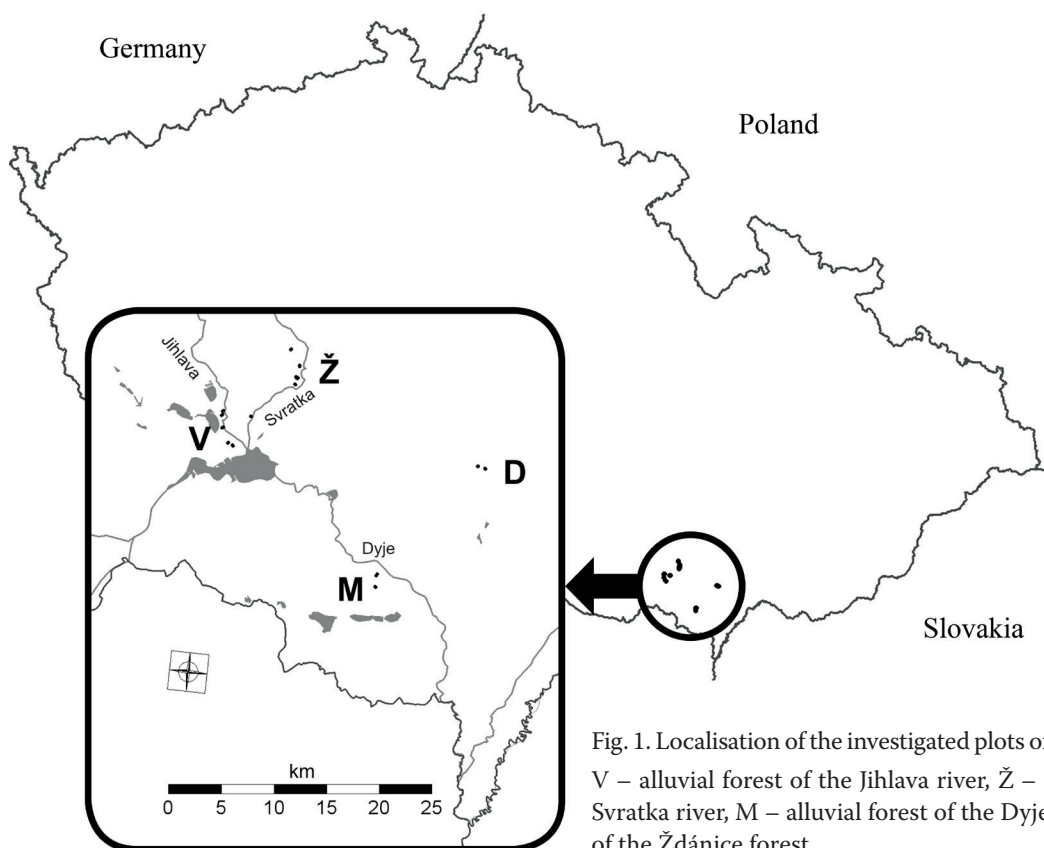 Germany
Poland
Jihlava
Ž
Svratka
V
D
Dyje
M
Slovakia
km
0 5 10 15 20 25
Fig. 1. Localisation of the investigated plots
V – alluvial forest of the Jihlava river, Ž –
Svratka river, M – alluvial forest of the Dyje
of the Ždánice forest